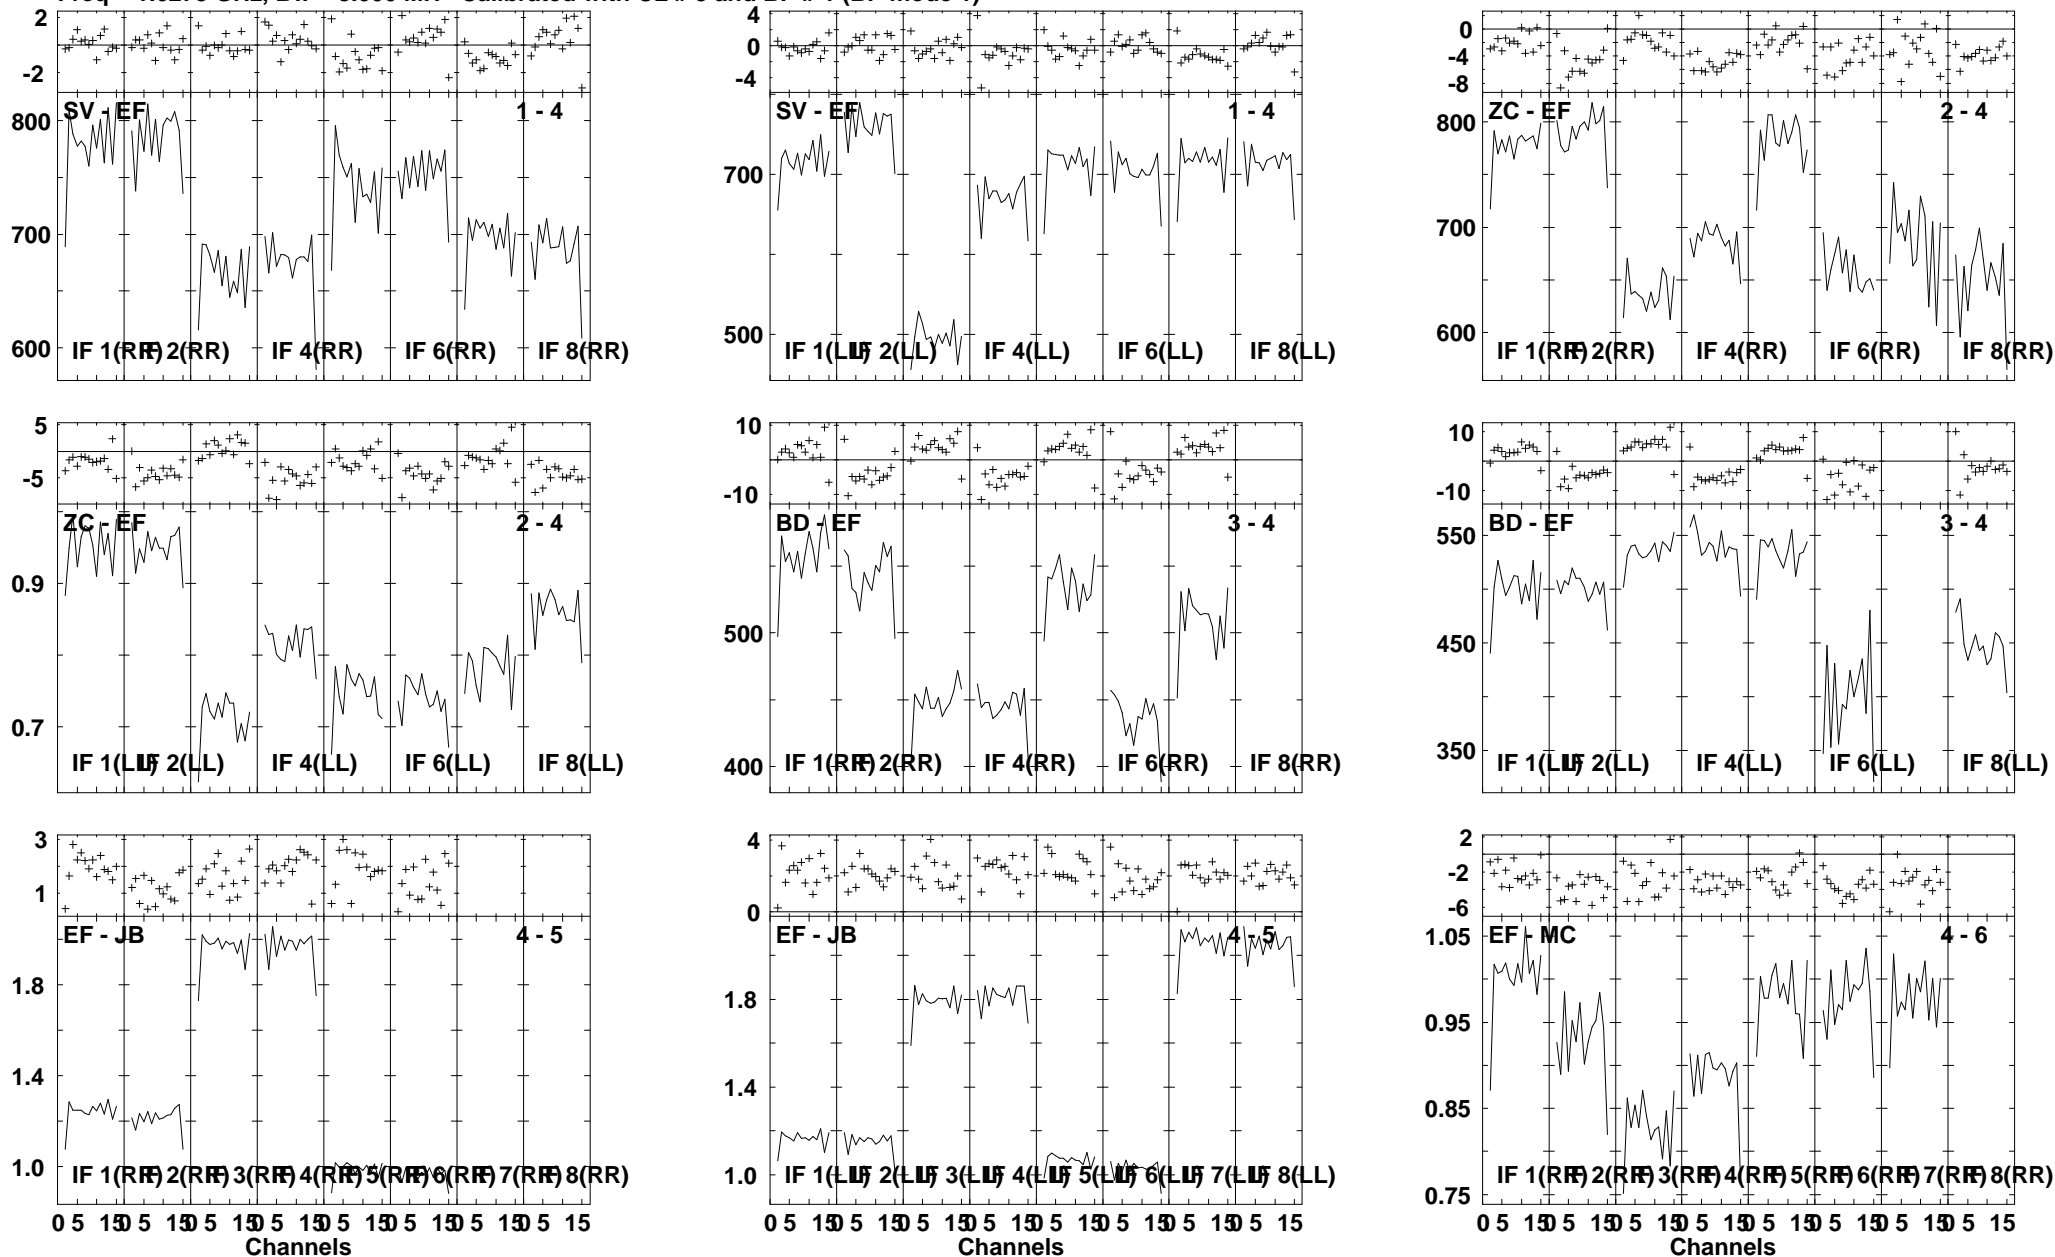 2
0
-2
SV - EF 1 - 4
800
700
600
IF 1(RR) IF 2(RR) IF 4(RR) IF 6(RR) IF 8(RR)
4
0
-4
SV - EF 1 - 4
700
500
IF 1(LL) IF 2(LL) IF 4(LL) IF 6(LL) IF 8(LL)
0
-4
-8
ZC - EF 2 - 4
800
700
600
IF 1(RR) IF 2(RR) IF 4(RR) IF 6(RR) IF 8(RR)
5
-5
ZC - EF 2 - 4
0.9
0.7
IF 1(LL) IF 2(LL) IF 4(LL) IF 6(LL) IF 8(LL)
10
-10
BD - EF 3 - 4
500
400
IF 1(RR) IF 2(RR) IF 4(RR) IF 6(RR) IF 8(RR)
10
-10
BD - EF 3 - 4
550
450
350
IF 1(LL) IF 2(LL) IF 4(LL) IF 6(LL) IF 8(LL)
3
1
EF - JB 4 - 5
1.8
1.4
1.0
IF 1(RR) IF 2(RR) IF 3(RR) IF 4(RR) IF 5(RR) IF 6(RR) IF 7(RR) IF 8(RR)
0 5 15 0 5 15 0 5 15 0 5 15 0 5 15 0 5 15 0 5 15 0 5 15
Channels
4
2
0
EF - JB 4 - 5
1.8
1.4
1.0
IF 1(LL) IF 2(LL) IF 3(LL) IF 4(LL) IF 5(LL) IF 6(LL) IF 7(LL) IF 8(LL)
0 5 15 0 5 15 0 5 15 0 5 15 0 5 15 0 5 15 0 5 15 0 5 15
Channels
2
-2
-6
EF - MC 4 - 6
1.05
0.95
0.85
0.75
IF 1(RR) IF 2(RR) IF 3(RR) IF 4(RR) IF 5(RR) IF 6(RR) IF 7(RR) IF 8(RR)
0 5 15 0 5 15 0 5 15 0 5 15 0 5 15 0 5 15 0 5 15 0 5 15
Channels